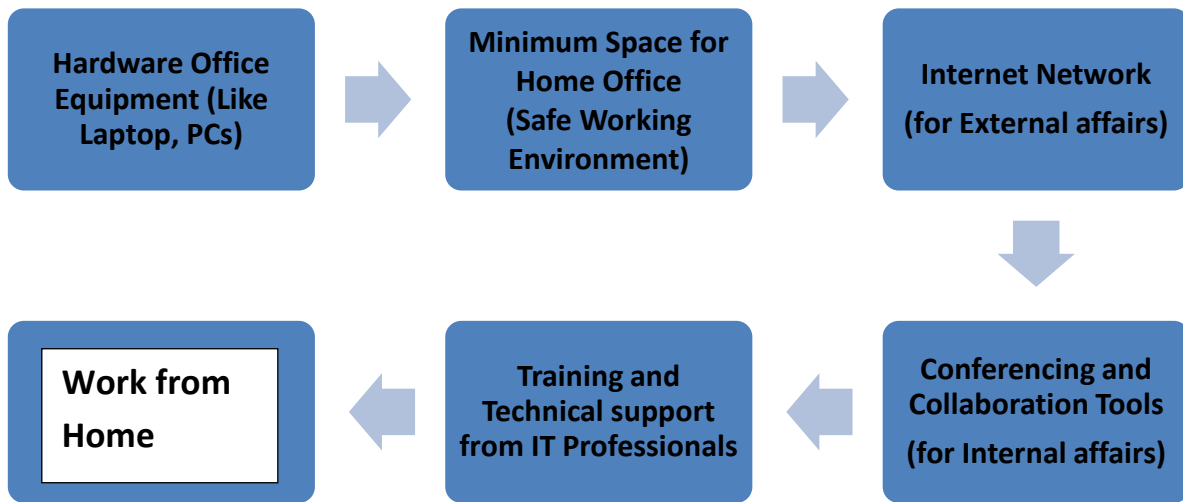 Hardware Office
Equipment (Like
Laptop, PCs)
Minimum Space for
Home Office
(Safe Working
Environment)
Internet Network
(for External affairs)
Conferencing and
Collaboration Tools
(for Internal affairs)
Training and
Technical support
from IT Professionals
Work from
Home